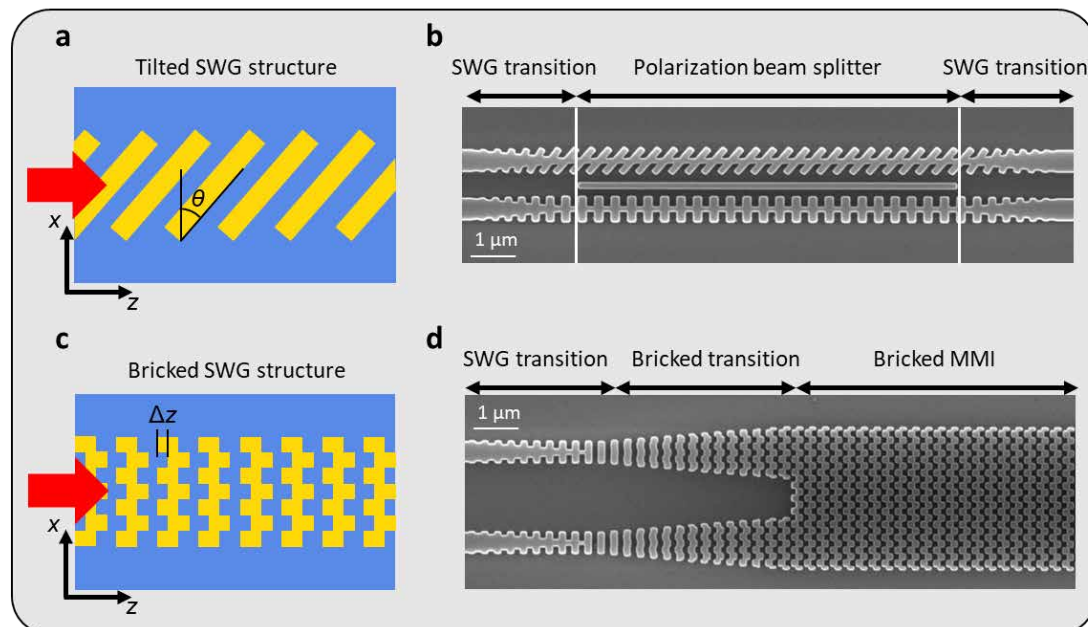 a
Tilted SWG structure
θ
x
z
b
SWG transition
Polarization beam splitter
SWG transition
1 μm
c
Bricked SWG structure
Δz
x
z
d
SWG transition
Bricked transition
Bricked MMI
1 μm